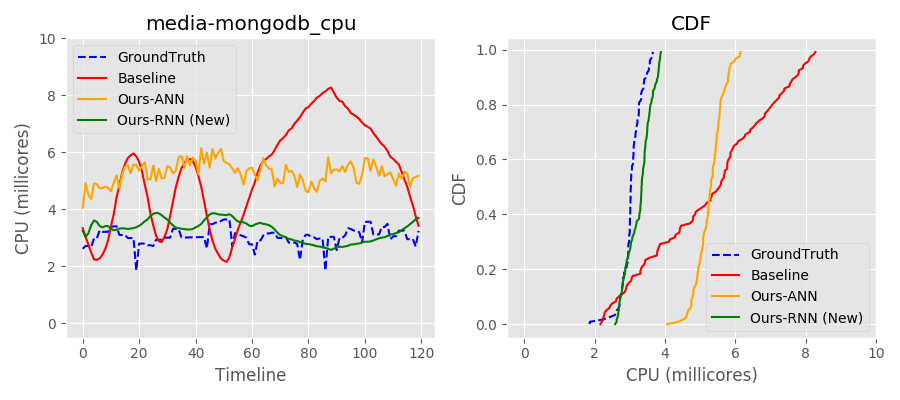 media-mongodb_cpu
CPU (millicores)
10
8
6
4
2
0
GroundTruth
Baseline
Ours-ANN
Ours-RNN (New)
0 20 40 60 80 100 120
Timeline
CDF
CDF
1.0
0.8
0.6
0.4
0.2
0.0
GroundTruth
Baseline
Ours-ANN
Ours-RNN (New)
0 2 4 6 8 10
CPU (millicores)